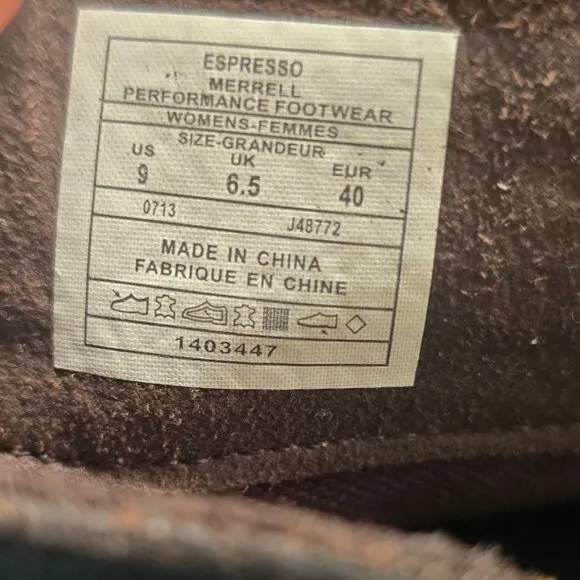 ESPRESSO
MERRELL
PERFORMANCE FOOTWEAR
WOMENS-FEMMES
SIZE-GRANDEUR
US UK EUR
9 6.5 40
0713 J48772
MADE IN CHINA
FABRIQUE EN CHINE
1403447